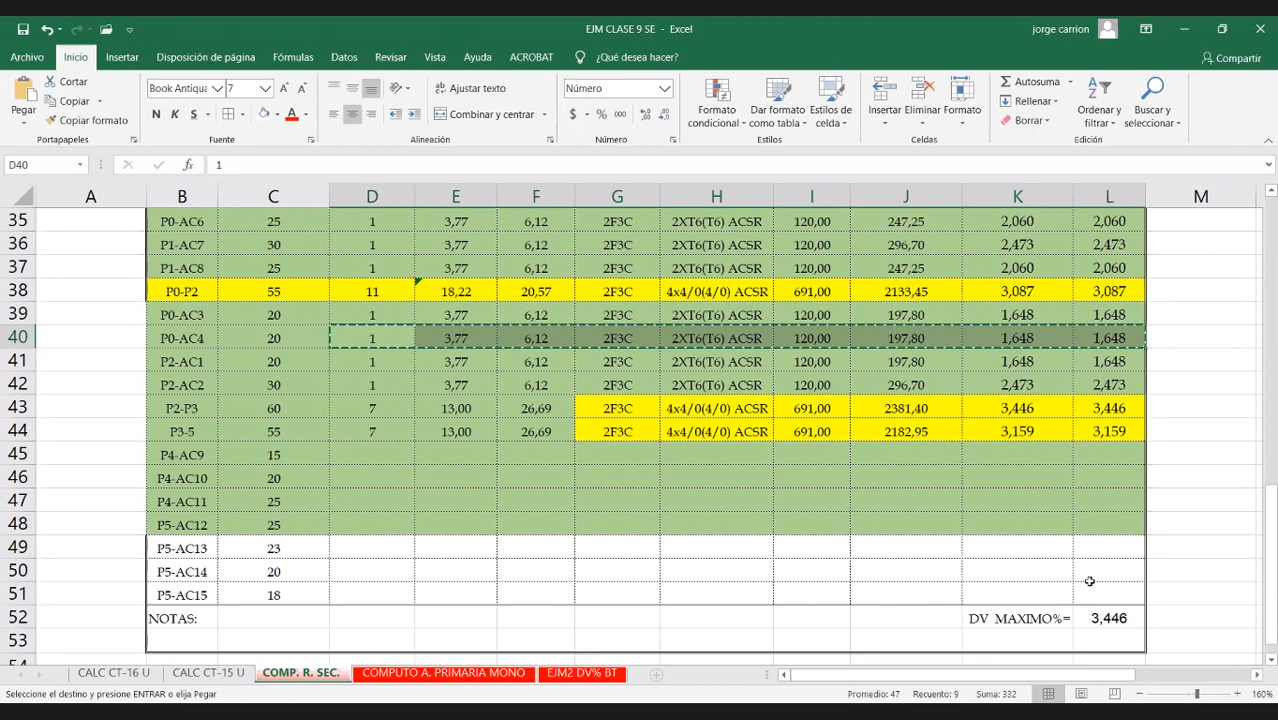 EJM CLASE 9 SE - Excel
jorge carrion
Archivo Inicio Insertar Disposición de página Fórmulas Datos Revisar Vista Ayuda ACROBAT ¿Qué desea hacer? Compartir
Pegar
Cortar
Copiar
Copiar formato
Portapapeles
Book Antiqua 7
N K S
Fuente
Ajustar texto
Combinar y centrar
Alineación
Número
$ % 000
Número
Formato condicional
Dar formato como tabla
Estilos de celda
Estilos
Insertar Eliminar Formato
Celdas
Autosuma
Rellenar
Borrar
Ordenar y filtrar
Buscar y seleccionar
Edición
D40 fx 1
A B C D E F G H I J K L M
35 P0-AC6 25 1 3,77 6,12 2F3C 2XT6(T6) ACSR 120,00 247,25 2,060 2,060
36 P1-AC7 30 1 3,77 6,12 2F3C 2XT6(T6) ACSR 120,00 296,70 2,473 2,473
37 P1-AC8 25 1 3,77 6,12 2F3C 2XT6(T6) ACSR 120,00 247,25 2,060 2,060
38 P0-P2 55 11 18,22 20,57 2F3C 4x4/0(4/0) ACSR 691,00 2133,45 3,087 3,087
39 P0-AC3 20 1 3,77 6,12 2F3C 2XT6(T6) ACSR 120,00 197,80 1,648 1,648
40 P0-AC4 20 1 3,77 6,12 2F3C 2XT6(T6) ACSR 120,00 197,80 1,648 1,648
41 P2-AC1 20 1 3,77 6,12 2F3C 2XT6(T6) ACSR 120,00 197,80 1,648 1,648
42 P2-AC2 30 1 3,77 6,12 2F3C 2XT6(T6) ACSR 120,00 296,70 2,473 2,473
43 P2-P3 60 7 13,00 26,69 2F3C 4x4/0(4/0) ACSR 691,00 2381,40 3,446 3,446
44 P3-5 55 7 13,00 26,69 2F3C 4x4/0(4/0) ACSR 691,00 2182,95 3,159 3,159
45 P4-AC9 15
46 P4-AC10 20
47 P4-AC11 25
48 P5-AC12 25
49 P5-AC13 23
50 P5-AC14 20
51 P5-AC15 18
52 NOTAS: DV MAXIMO%= 3,446
53
CALC CT-16 U CALC CT-15 U COMP. R. SEC. COMPUTO A. PRIMARIA MONO EJM2 DV% BT
Seleccione el destino y presione ENTRAR o elija Pegar Promedio: 47 Recuento: 9 Suma: 332 160%